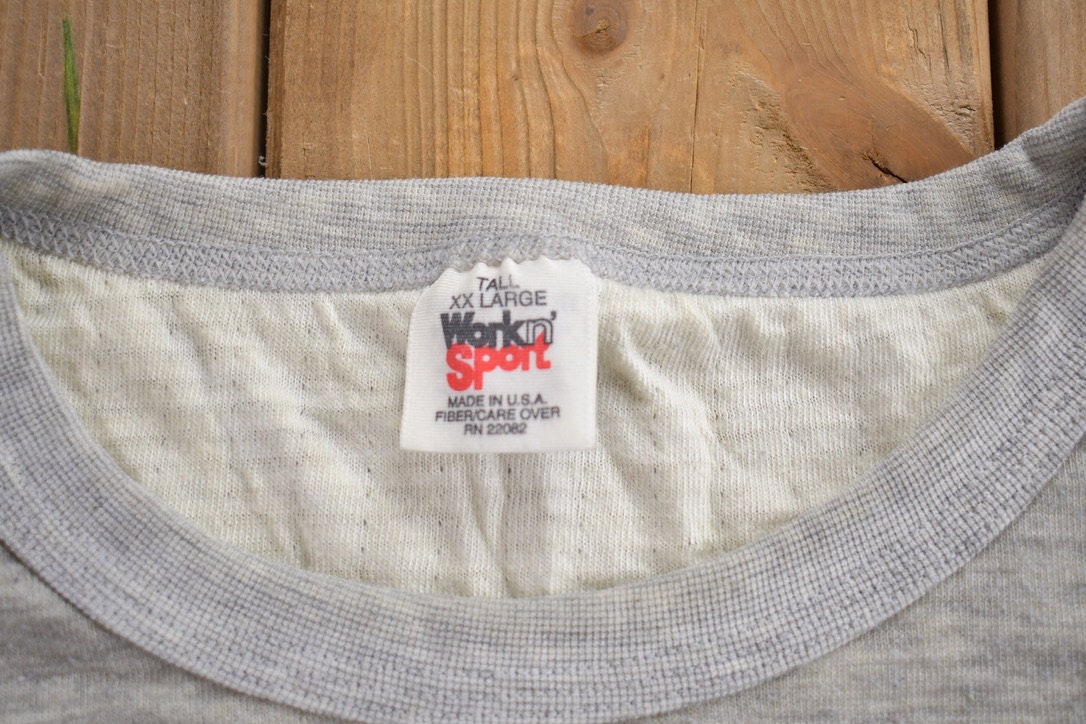 TALL
XX LARGE
Work n'
Sport
MADE IN U.S.A.
FIBER/CARE OVER
RN 22082